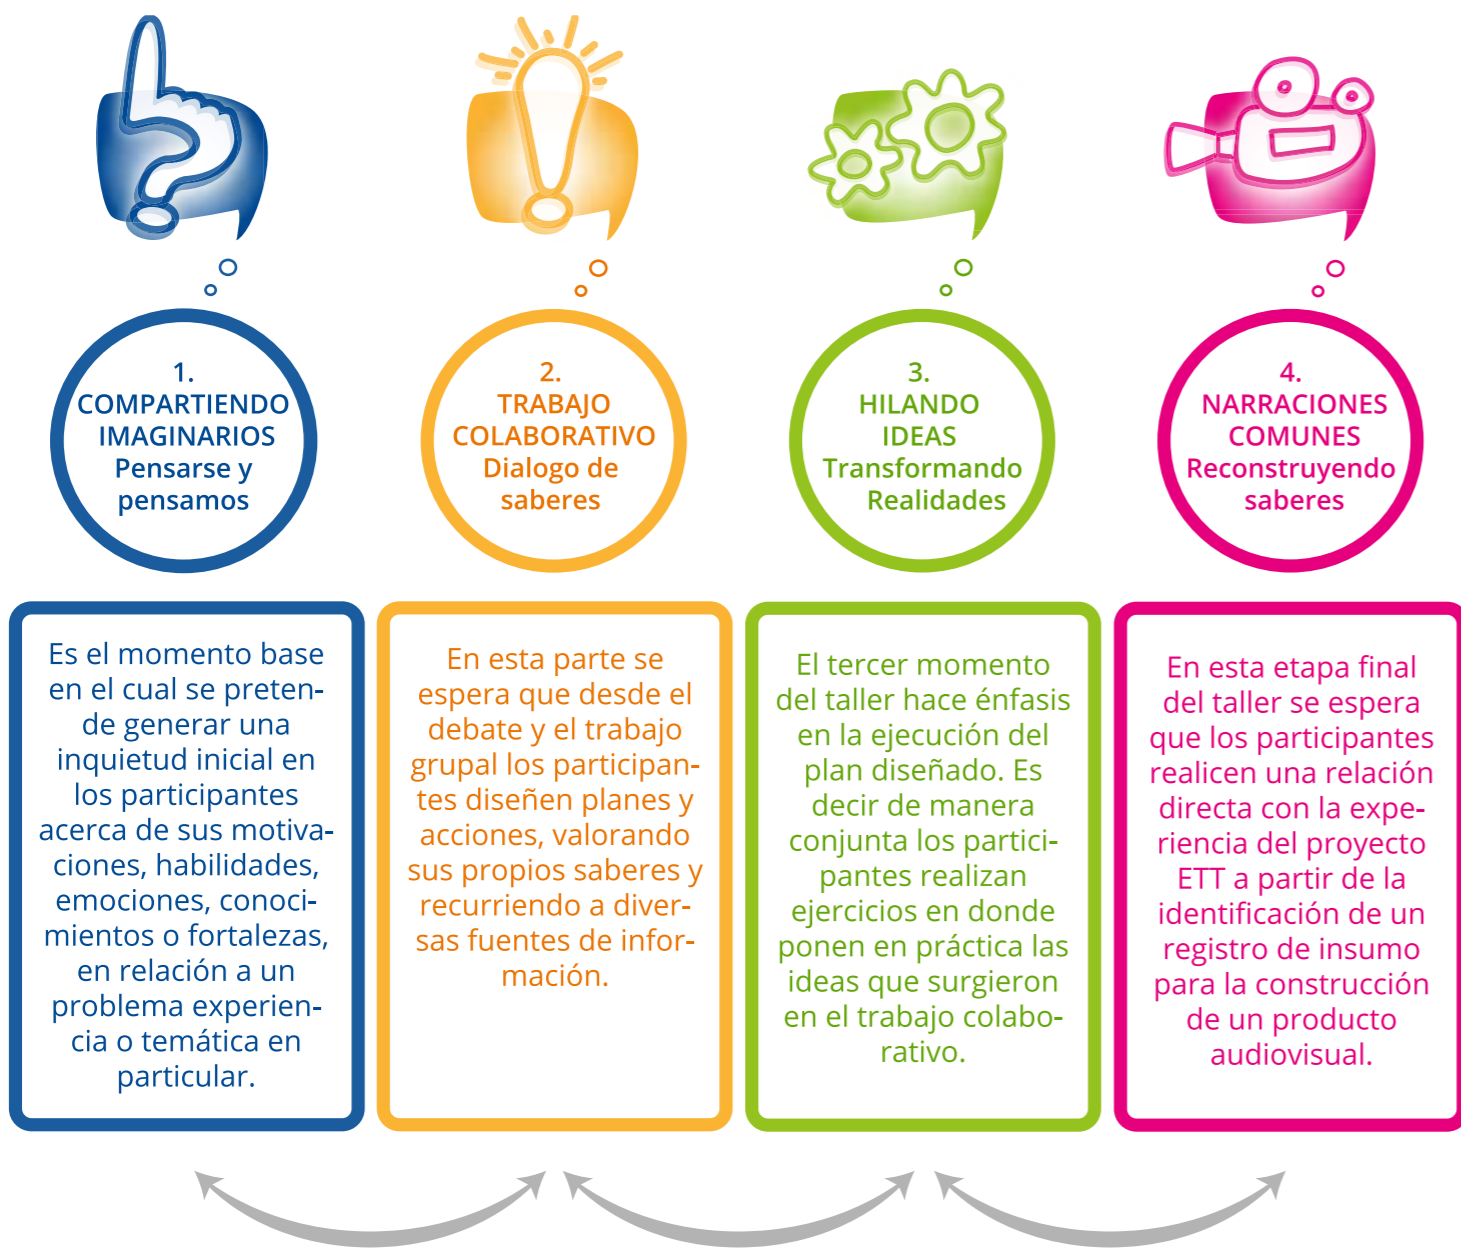 1.
COMPARTIENDO
IMAGINARIOS
Pensarse y
pensamos
2.
TRABAJO
COLABORATIVO
Dialogo de
saberes
3.
HILANDO
IDEAS
Transformando
Realidades
4.
NARRACIONES
COMUNES
Reconstruyendo
saberes
Es el momento base
en el cual se preten-
de generar una
inquietud inicial en
los participantes
acerca de sus motiva-
ciones, habilidades,
emociones, conoci-
mientos o fortalezas,
en relación a un
problema experien-
cia o temática en
particular.
En esta parte se
espera que desde el
debate y el trabajo
grupal los participan-
tes diseñen planes y
acciones, valorando
sus propios saberes y
recurriendo a diver-
sas fuentes de infor-
mación.
El tercer momento
del taller hace énfasis
en la ejecución del
plan diseñado. Es
decir de manera
conjunta los partici-
pantes realizan
ejercicios en donde
ponen en práctica las
ideas que surgieron
en el trabajo colabo-
rativo.
En esta etapa final
del taller se espera
que los participantes
realicen una relación
directa con la expe-
riencia del proyecto
ETT a partir de la
identificación de un
registro de insumo
para la construcción
de un producto
audiovisual.